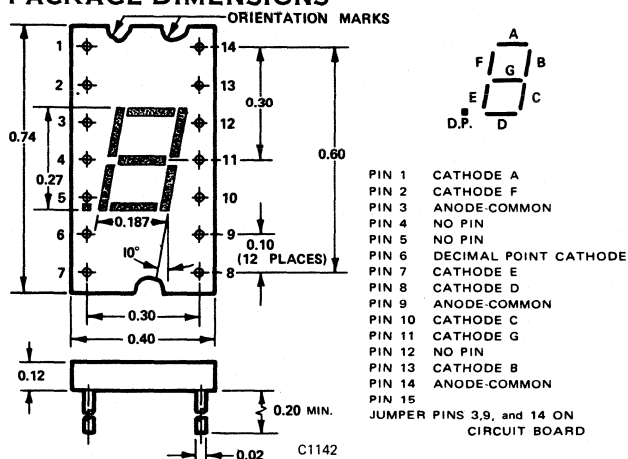 PACKAGE DIMENSIONS
ORIENTATION MARKS
1
14
2
13
3
12
4
11
5
10
6
9
7
8
0.74
0.27
0.30
0.60
0.187
10°
0.10
(12 PLACES)
0.30
0.40
0.12
0.20 MIN.
0.02
C1142
A
F
B
G
E
C
D.P.
D
PIN 1 CATHODE A
PIN 2 CATHODE F
PIN 3 ANODE-COMMON
PIN 4 NO PIN
PIN 5 NO PIN
PIN 6 DECIMAL POINT CATHODE
PIN 7 CATHODE E
PIN 8 CATHODE D
PIN 9 ANODE-COMMON
PIN 10 CATHODE C
PIN 11 CATHODE G
PIN 12 NO PIN
PIN 13 CATHODE B
PIN 14 ANODE-COMMON
PIN 15
JUMPER PINS 3,9, and 14 ON
CIRCUIT BOARD